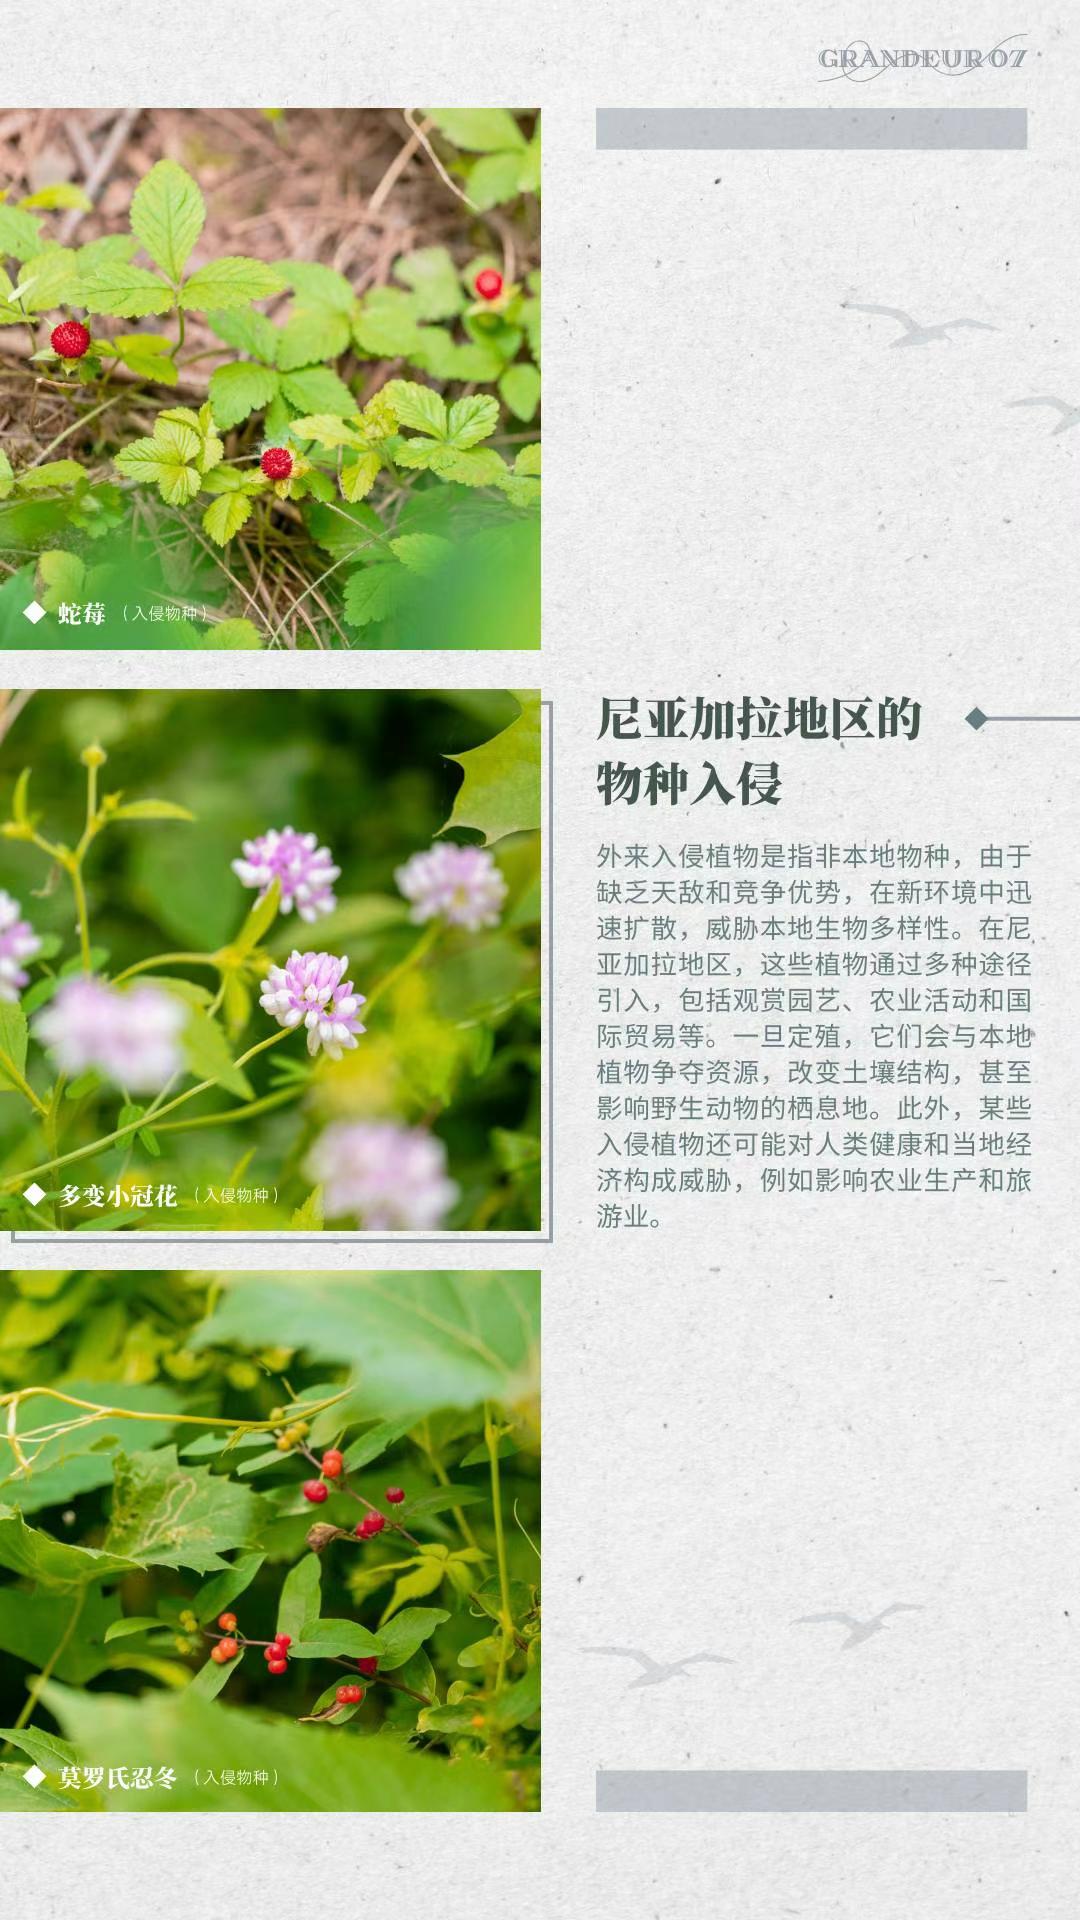 GRANDEUR 07
蛇莓 （入侵物种）
尼亚加拉地区的
物种入侵
外来入侵植物是指非本地物种，由于
缺乏天敌和竞争优势，在新环境中迅
速扩散，威胁本地生物多样性。在尼
亚加拉地区，这些植物通过多种途径
引入，包括观赏园艺、农业活动和国
际贸易等。一旦定殖，它们会与本地
植物争夺资源，改变土壤结构，甚至
影响野生动物的栖息地。此外，某些
入侵植物还可能对人类健康和当地经
济构成威胁，例如影响农业生产和旅
游业。
多变小冠花 （入侵物种）
莫罗氏忍冬 （入侵物种）